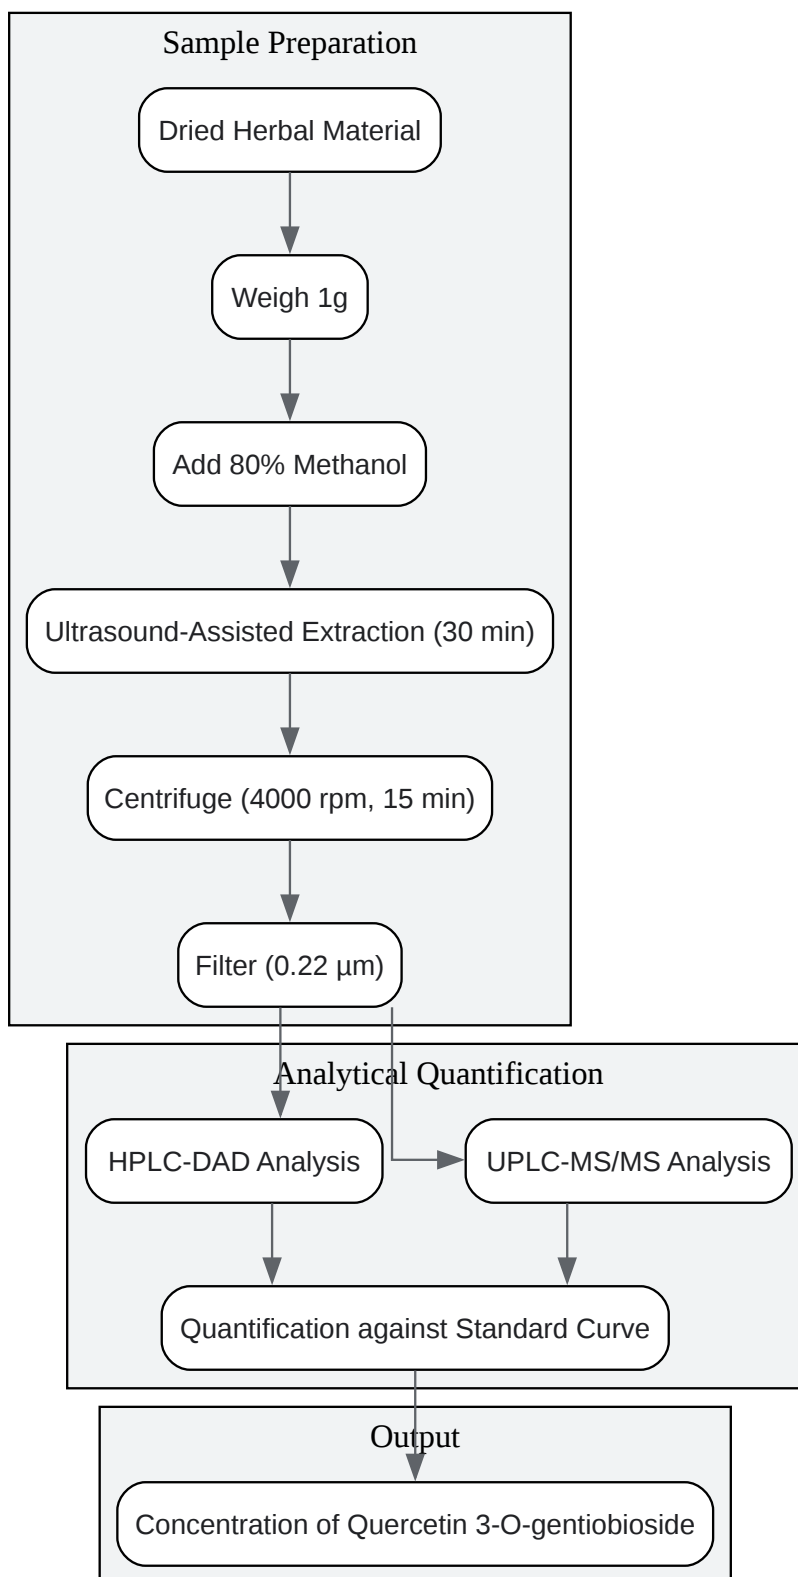 Sample Preparation
Dried Herbal Material
Weigh 1g
Add 80% Methanol
Ultrasound-Assisted Extraction (30 min)
Centrifuge (4000 rpm, 15 min)
Filter (0.22 µm)
Analytical Quantification
HPLC-DAD Analysis
UPLC-MS/MS Analysis
Quantification against Standard Curve
Output
Concentration of Quercetin 3-O-gentiobioside